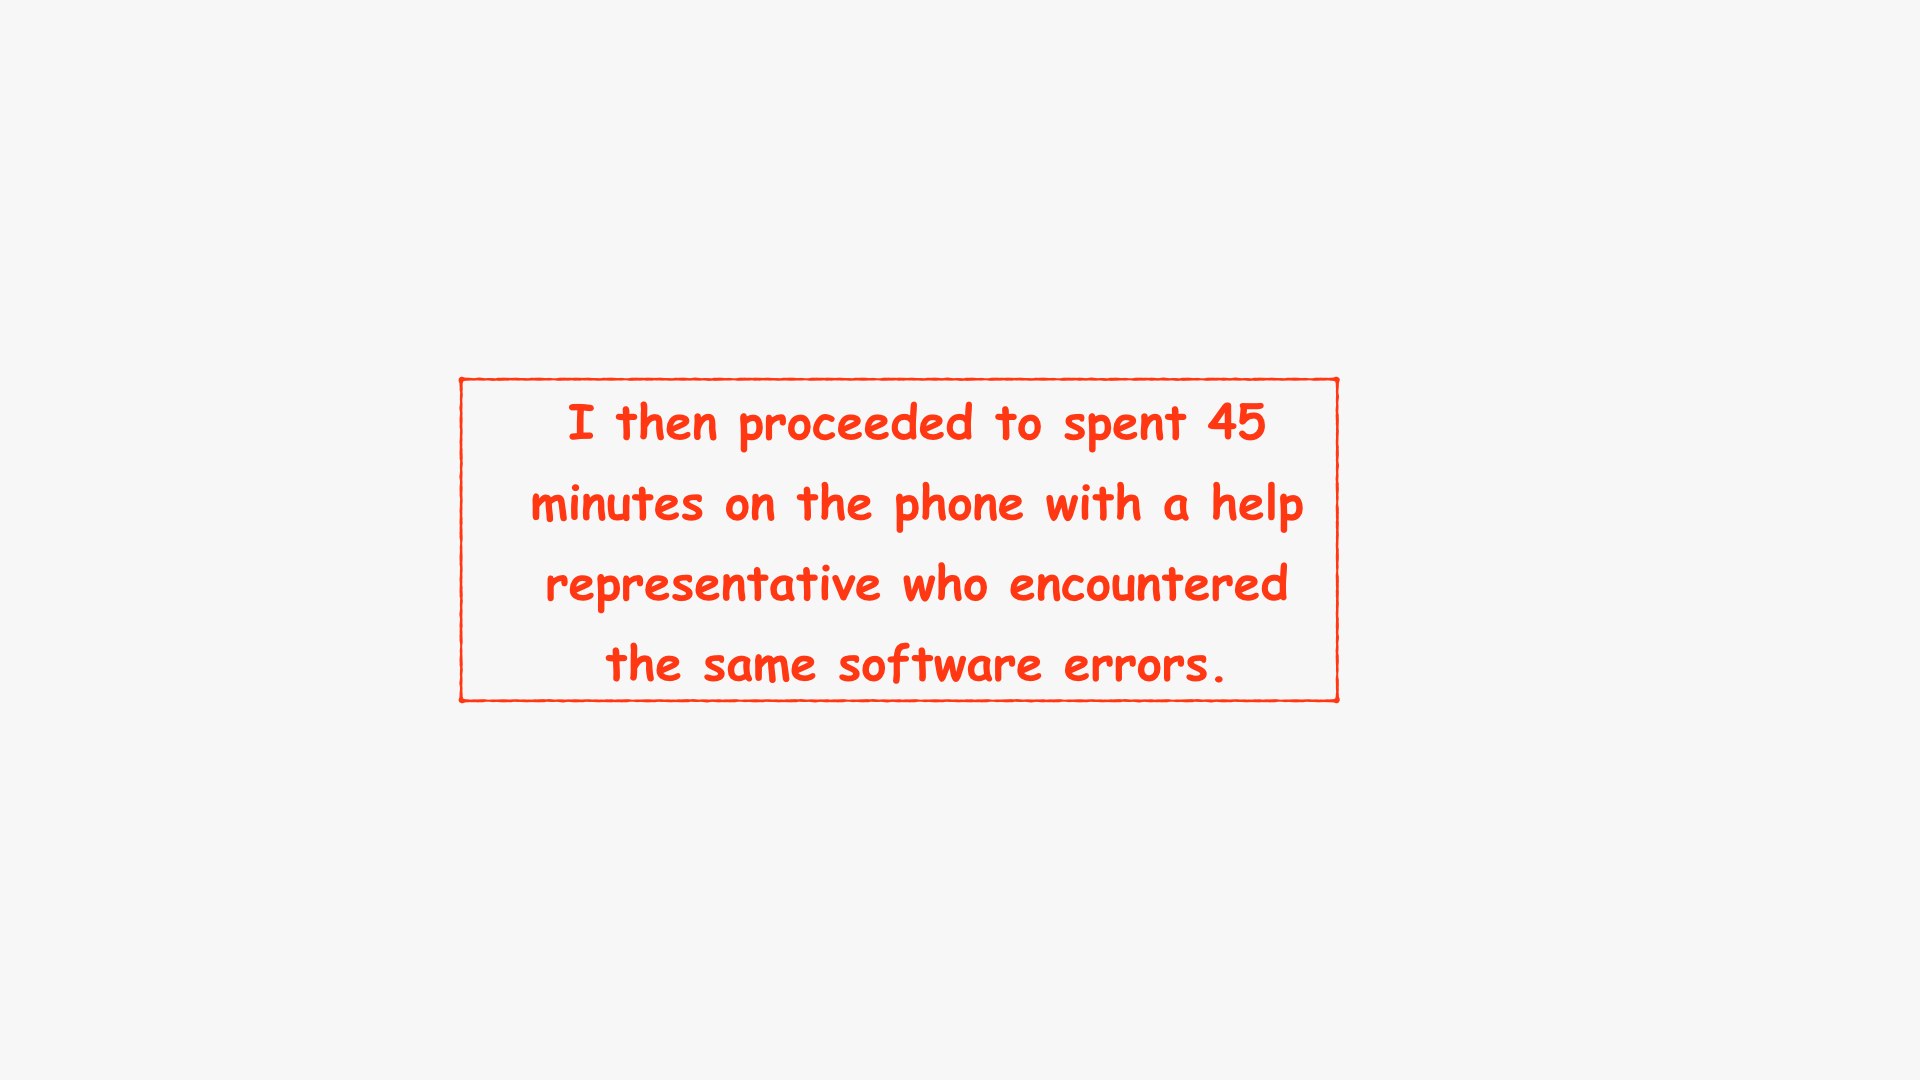 I then proceeded to spent 45
minutes on the phone with a help
representative who encountered
the same software errors.